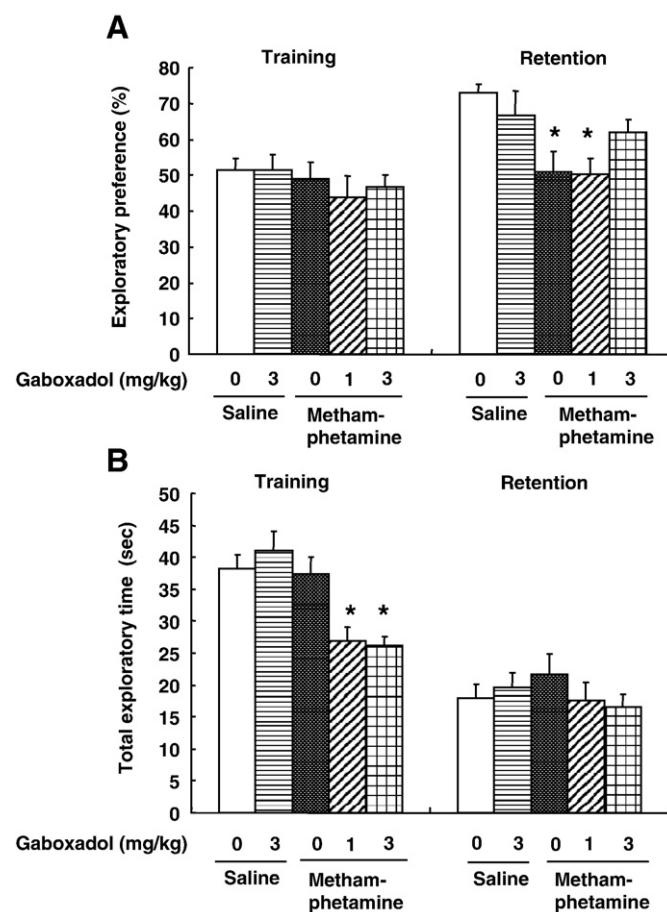 A
Training Retention
Exploratory preference (%)
80
70
60
50
40
30
20
10
0
* *
Gaboxadol (mg/kg) 0 3 0 1 3 0 3 0 1 3
Saline Metham- Saline Metham-
phetamine phetamine
B
Training Retention
Total exploratory time (sec)
50
45
40
35
30
25
20
15
10
5
0
* *
Gaboxadol (mg/kg) 0 3 0 1 3 0 3 0 1 3
Saline Metham- Saline Metham-
phetamine phetamine